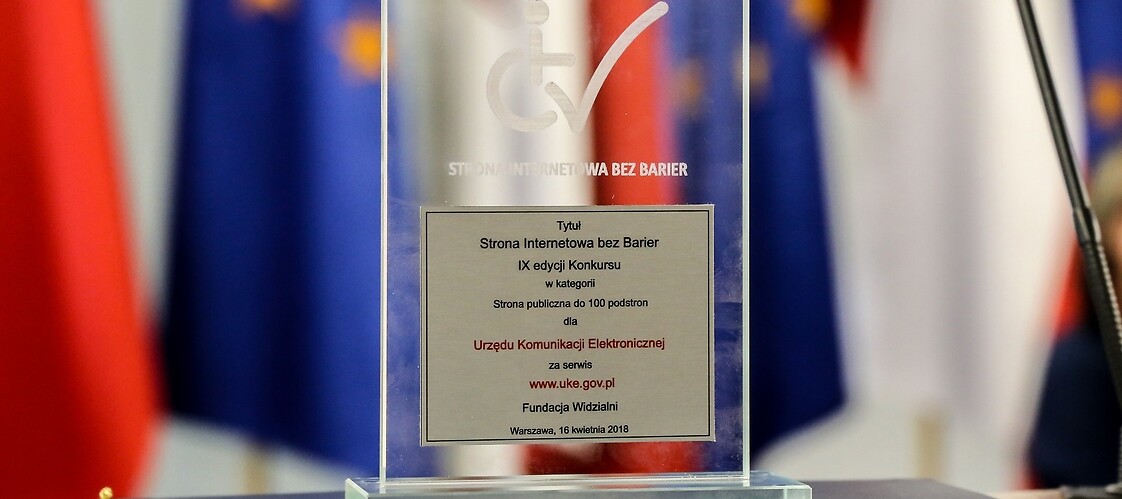 STRONA INTERNETOWA BEZ BARIER
Tytuł
Strona Internetowa bez Barier
IX edycji Konkursu
w kategorii
Strona publiczna do 100 podstron
dla
Urzędu Komunikacji Elektronicznej
za serwis
www.uke.gov.pl
Fundacja Widzialni
Warszawa, 16 kwietnia 2018